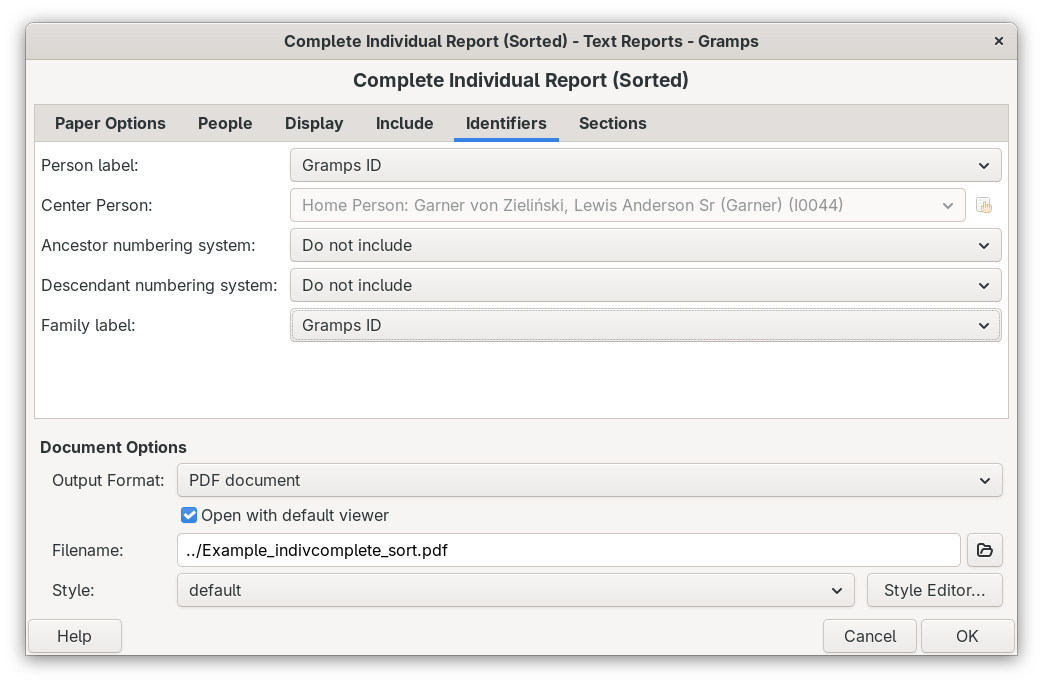 Complete Individual Report (Sorted) - Text Reports - Gramps ×
Complete Individual Report (Sorted)
Paper Options People Display Include Identifiers Sections
Person label: Gramps ID
Center Person: Home Person: Garner von Zieliński, Lewis Anderson Sr (Garner) (I0044)
Ancestor numbering system: Do not include
Descendant numbering system: Do not include
Family label: Gramps ID
Document Options
Output Format: PDF document
Open with default viewer
Filename: ../Example_indivcomplete_sort.pdf
Style: default Style Editor...
Help Cancel OK